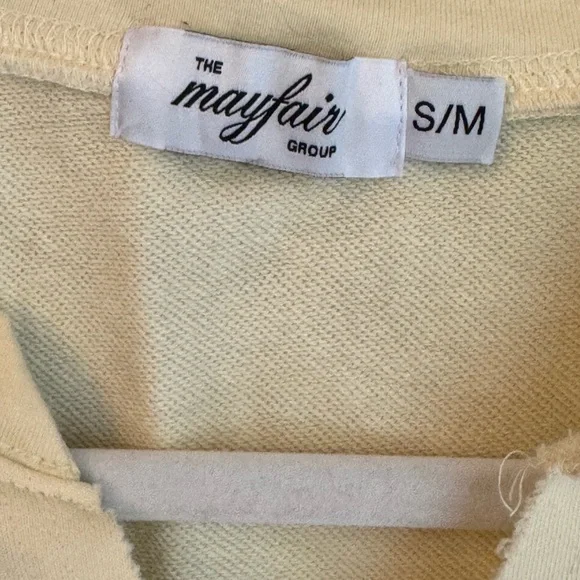 THE
mayfair
GROUP
S/M